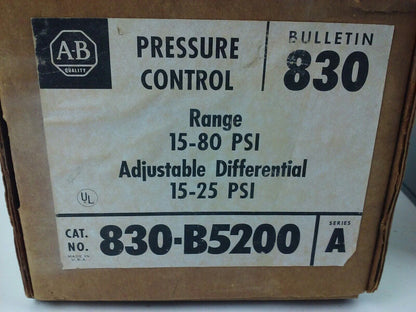 A-B
QUALITY
PRESSURE
CONTROL
BULLETIN
830
Range
15-80 PSI
Adjustable Differential
15-25 PSI
UL
CAT.
NO.
MADE IN
U.S.A.
830-B5200
SERIES
A